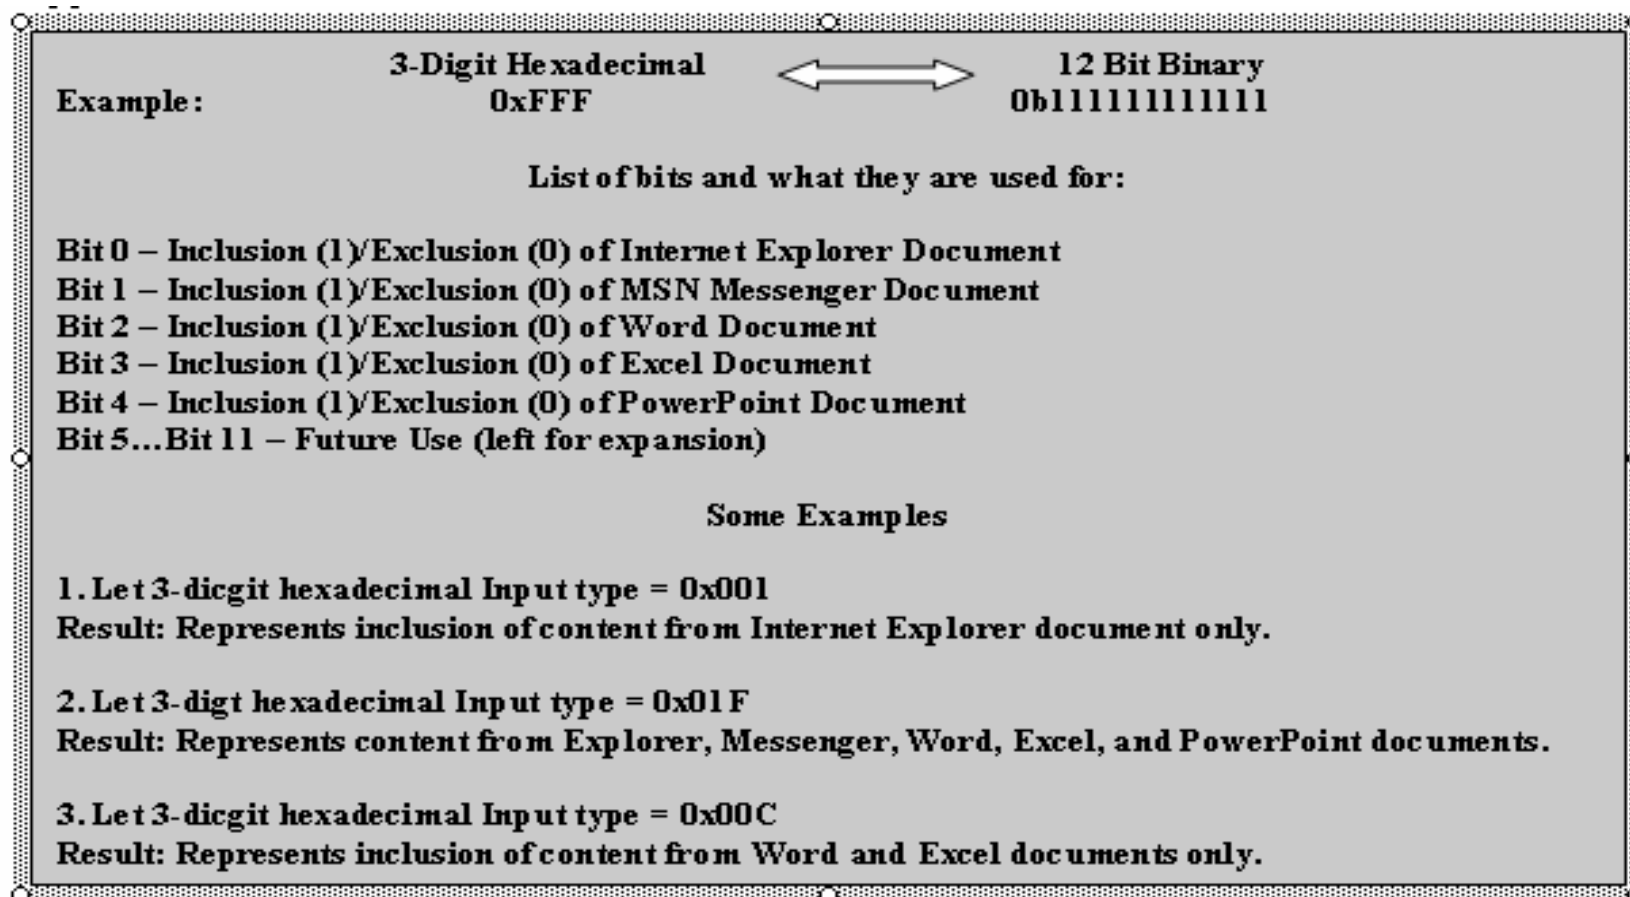 3-Digit Hexadecimal 12 Bit Binary
Example: 0xFFF 0b111111111111
List of bits and what they are used for:
Bit 0 – Inclusion (1)/Exclusion (0) of Internet Explorer Document
Bit 1 – Inclusion (1)/Exclusion (0) of MSN Messenger Document
Bit 2 – Inclusion (1)/Exclusion (0) of Word Document
Bit 3 – Inclusion (1)/Exclusion (0) of Excel Document
Bit 4 – Inclusion (1)/Exclusion (0) of PowerPoint Document
Bit 5...Bit 11 – Future Use (left for expansion)
Some Examples
1. Let 3-dicgit hexadecimal Input type = 0x001
Result: Represents inclusion of content from Internet Explorer document only.
2. Let 3-digt hexadecimal Input type = 0x01F
Result: Represents content from Explorer, Messenger, Word, Excel, and PowerPoint documents.
3. Let 3-dicgit hexadecimal Input type = 0x00C
Result: Represents inclusion of content from Word and Excel documents only.